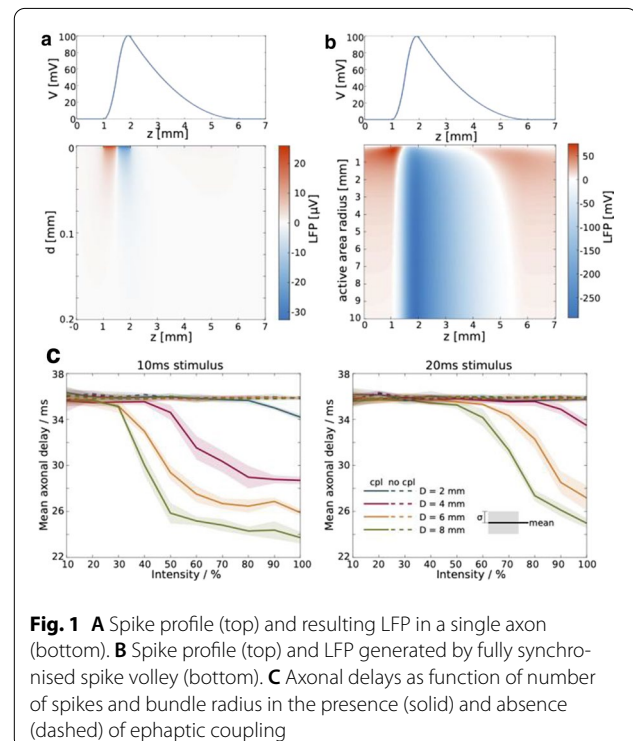 a
b
100
80
60
40
20
0
V [mV]
0 1 2 3 4 5 6 7
z [mm]
100
80
60
40
20
0
V [mV]
0 1 2 3 4 5 6 7
z [mm]
0
0.1
0.2
d [mm]
-0 1 2 3 4 5 6 7
z [mm]
20
10
0
-10
-20
-30
LFP [µV]
1
2
3
4
5
6
7
8
9
10
active area radius [mm]
0 1 2 3 4 5 6 7
z [mm]
50
0
-50
-100
-150
-200
-250
LFP [mV]
C
10ms stimulus
20ms stimulus
38
34
30
26
22
Mean axonal delay / ms
10 20 30 40 50 60 70 80 90 100
Intensity / %
38
34
30
26
22
Mean axonal delay / ms
10 20 30 40 50 60 70 80 90 100
Intensity / %
cpl no cpl
D = 2 mm
D = 4 mm
D = 6 mm
D = 8 mm
σ
mean
Fig. 1 A Spike profile (top) and resulting LFP in a single axon
(bottom). B Spike profile (top) and LFP generated by fully synchro-
nised spike volley (bottom). C Axonal delays as function of number
of spikes and bundle radius in the presence (solid) and absence
(dashed) of ephaptic coupling